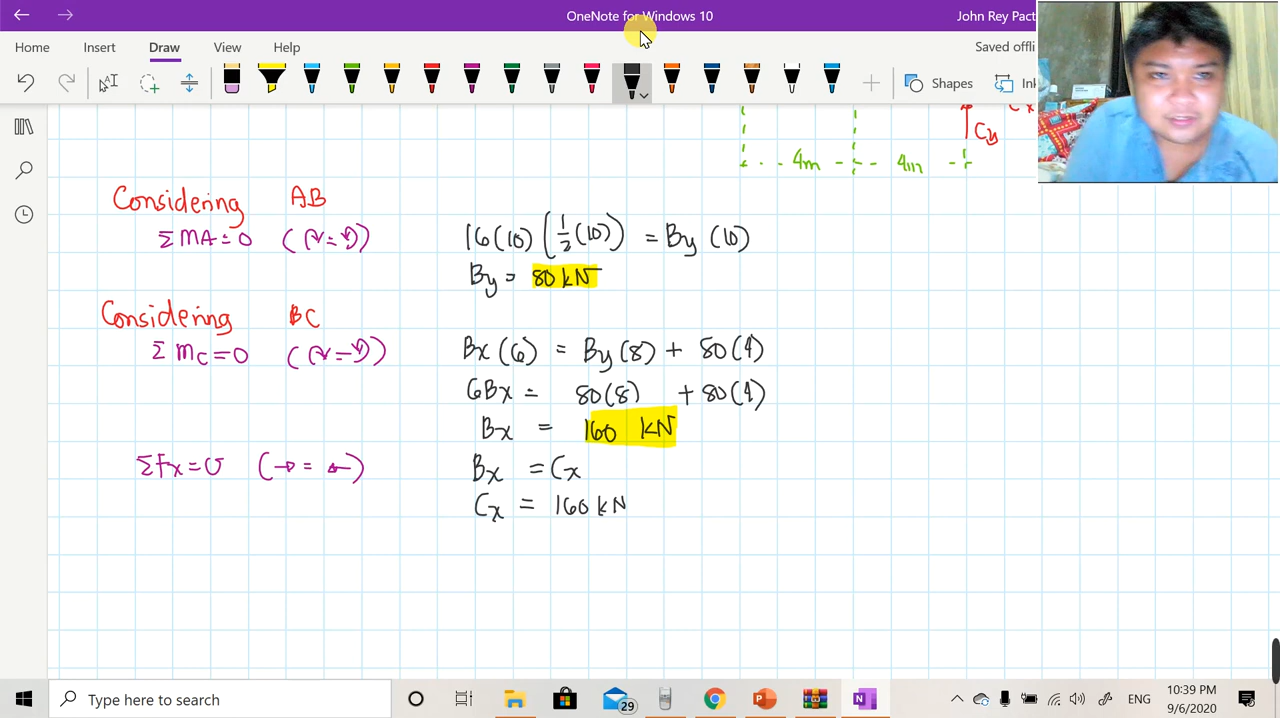 OneNote for Windows 10
John Rey Pact
Home Insert Draw View Help
Saved offli
Shapes
Ink
Cx
Cy
4m 4m
Considering AB
ΣMA=0 (↷=↶)
16(10)(1/2(10)) = By (10)
By = 80 kN
Considering BC
ΣMC=0 (↷=↶)
Bx (6) = By (8) + 80(4)
6Bx = 80(8) + 80(4)
Bx = 160 kN
ΣFx=0 (→ = ←)
Bx = Cx
Cx = 160 kN
Type here to search
29
ENG
10:39 PM
9/6/2020